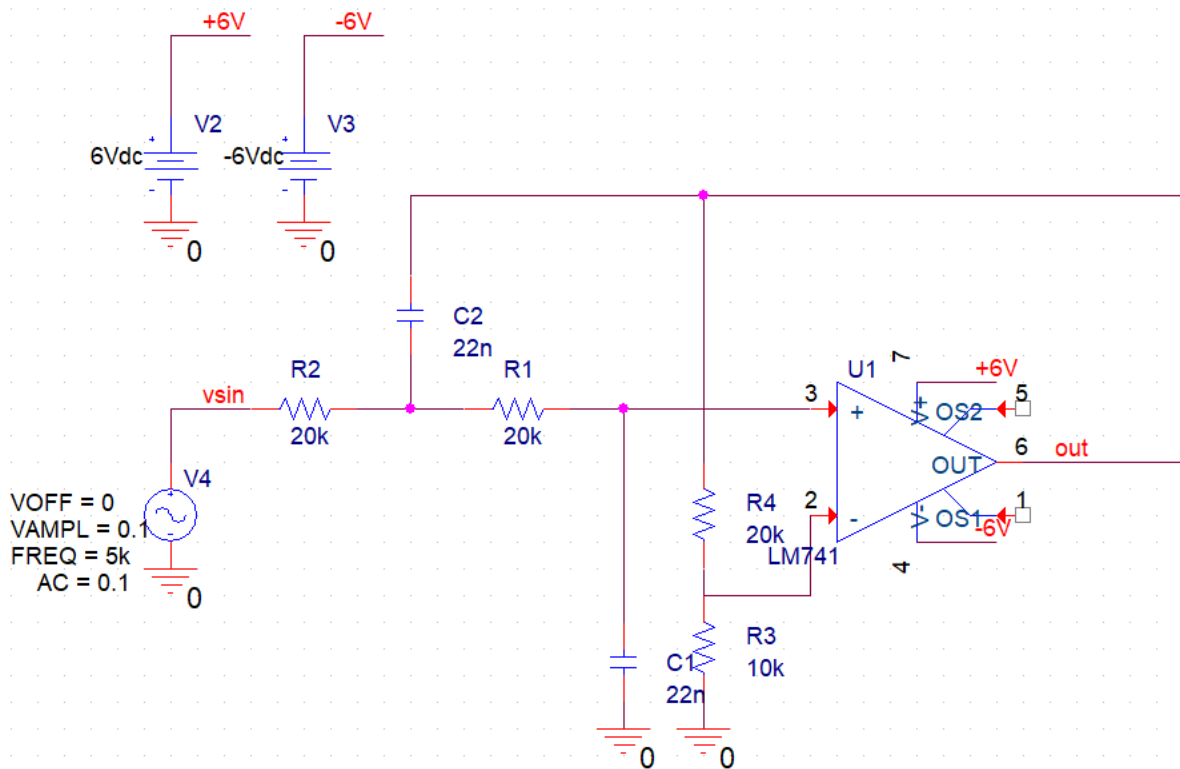 +6V
-6V
V2
6Vdc
+
-
0
V3
-6Vdc
+
-
0
C2
22n
R2
20k
R1
20k
vsin
V4
+
-
VOFF = 0
VAMPL = 0.1
FREQ = 5k
AC = 0.1
0
U1
7
+6V
3
+
V+
OS2
5
OUT
6
out
2
-
V-
OS1
1
-6V
LM741
4
R4
20k
R3
10k
C1
22n
0
0